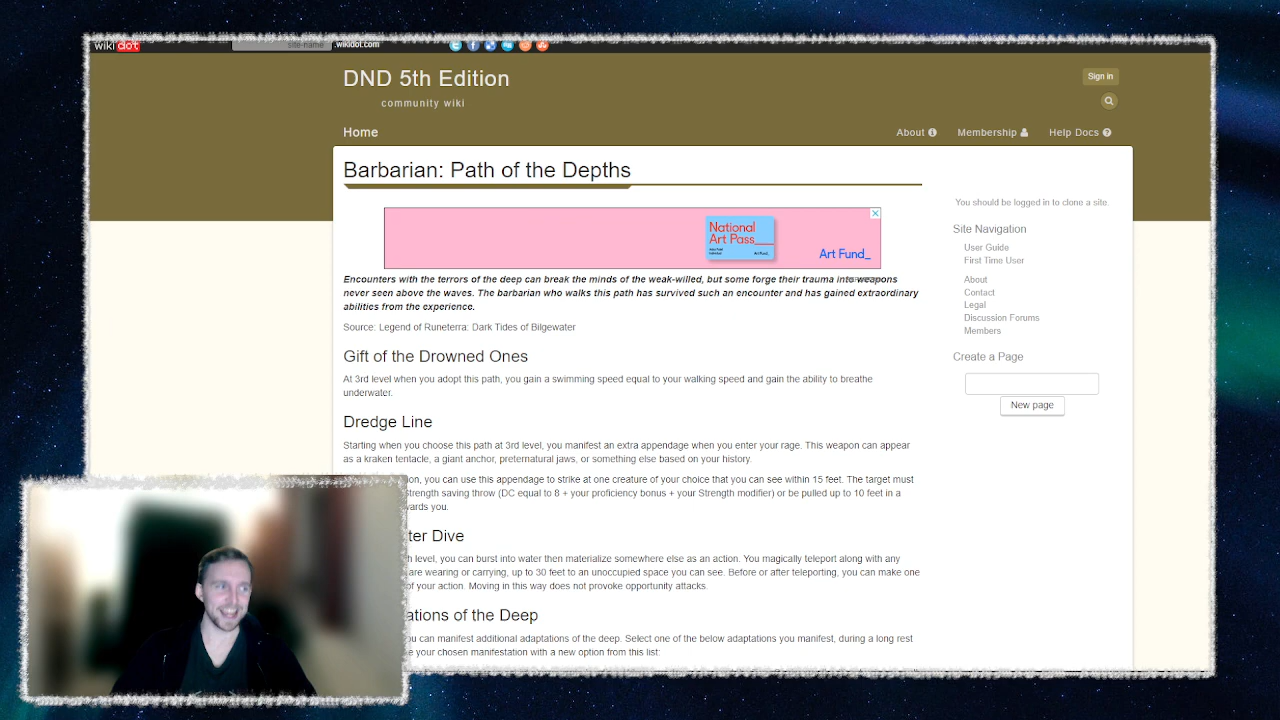 wikidot site-name .wikidot.com
DND 5th Edition
community wiki
Sign in
Home
About
Membership
Help Docs
Barbarian: Path of the Depths
National
Art Pass
Art Fund_
Encounters with the terrors of the deep can break the minds of the weak-willed, but some forge their trauma into weapons
never seen above the waves. The barbarian who walks this path has survived such an encounter and has gained extraordinary
abilities from the experience.
Source: Legend of Runeterra: Dark Tides of Bilgewater
Gift of the Drowned Ones
At 3rd level when you adopt this path, you gain a swimming speed equal to your walking speed and gain the ability to breathe
underwater.
Dredge Line
Starting when you choose this path at 3rd level, you manifest an extra appendage when you enter your rage. This weapon can appear
as a kraken tentacle, a giant anchor, preternatural jaws, or something else based on your history.
on, you can use this appendage to strike at one creature of your choice that you can see within 15 feet. The target must
trength saving throw (DC equal to 8 + your proficiency bonus + your Strength modifier) or be pulled up to 10 feet in a
wards you.
ter Dive
h level, you can burst into water then materialize somewhere else as an action. You magically teleport along with any
are wearing or carrying, up to 30 feet to an unoccupied space you can see. Before or after teleporting, you can make one
of your action. Moving in this way does not provoke opportunity attacks.
ations of the Deep
ou can manifest additional adaptations of the deep. Select one of the below adaptations you manifest, during a long rest
e your chosen manifestation with a new option from this list:
You should be logged in to clone a site.
Site Navigation
User Guide
First Time User
About
Contact
Legal
Discussion Forums
Members
Create a Page
New page